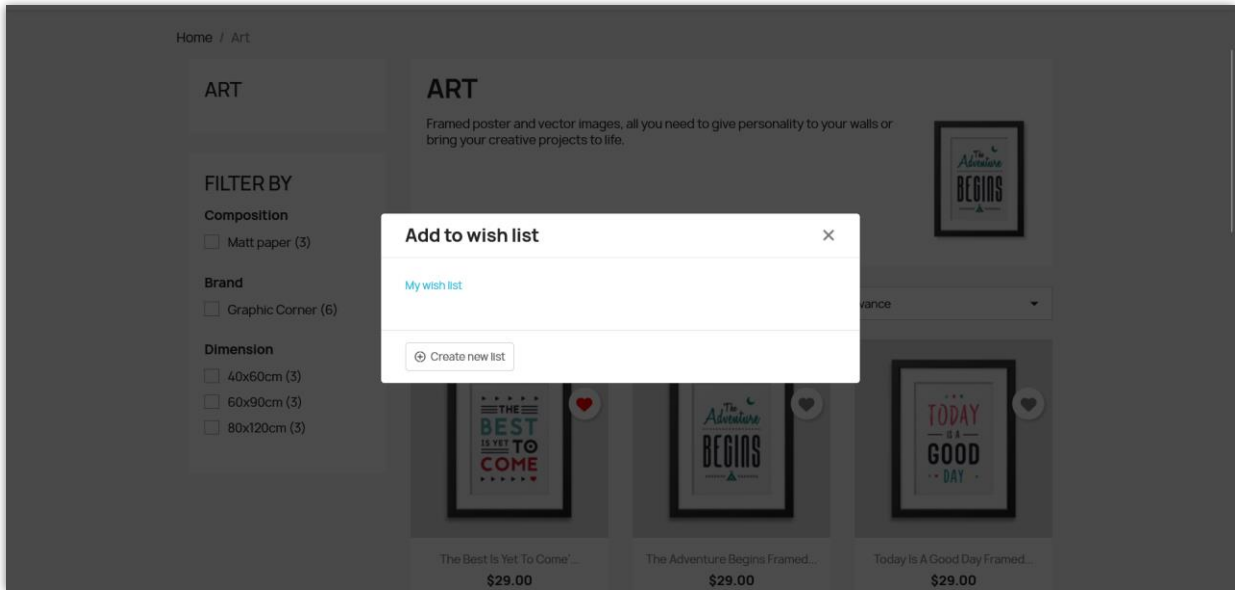 Home / Art
ART
FILTER BY
Composition
Matt paper (3)
Brand
Graphic Corner (6)
Dimension
40x60cm (3)
60x90cm (3)
80x120cm (3)
ART
Framed poster and vector images, all you need to give personality to your walls or
bring your creative projects to life.
The
Adventure
BEGINS
Add to wish list
×
My wish list
Create new list
THE
BEST
IS YET TO
COME
The Best Is Yet To Come'...
$29.00
The
Adventure
BEGINS
The Adventure Begins Framed...
$29.00
TODAY
IS A
GOOD
DAY
Today Is A Good Day Framed...
$29.00